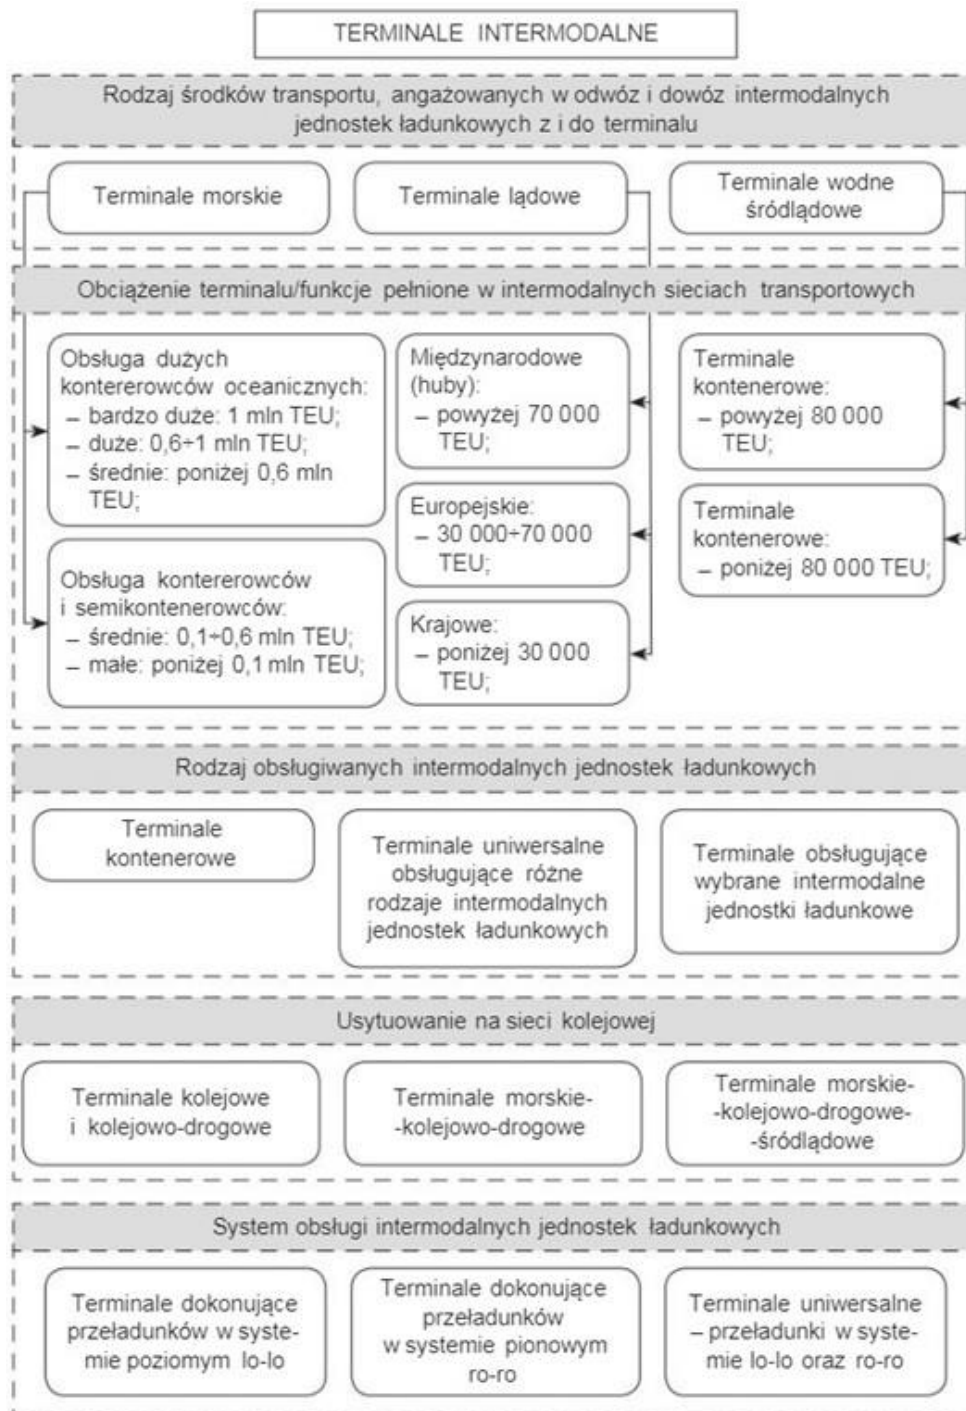 TERMINALE INTERMODALNE
Rodzaj środków transportu, angażowanych w odwóz i dowóz intermodalnych
jednostek ładunkowych z i do terminalu
Terminale morskie
Terminale lądowe
Terminale wodne
śródlądowe
Obciążenie terminalu/funkcje pełnione w intermodalnych sieciach transportowych
Obsługa dużych
kontererowców oceanicznych:
– bardzo duże: 1 mln TEU;
– duże: 0,6÷1 mln TEU;
– średnie: poniżej 0,6 mln
TEU;
Obsługa kontererowców
i semikontenerowców:
– średnie: 0,1÷0,6 mln TEU;
– małe: poniżej 0,1 mln TEU;
Międzynarodowe
(huby):
– powyżej 70 000
TEU;
Europejskie:
– 30 000÷70 000
TEU;
Krajowe:
– poniżej 30 000
TEU;
Terminale
kontenerowe:
– powyżej 80 000
TEU;
Terminale
kontenerowe:
– poniżej 80 000 TEU;
Rodzaj obsługiwanych intermodalnych jednostek ładunkowych
Terminale
kontenerowe
Terminale uniwersalne
obsługujące różne
rodzaje intermodalnych
jednostek ładunkowych
Terminale obsługujące
wybrane intermodalne
jednostki ładunkowe
Usytuowanie na sieci kolejowej
Terminale kolejowe
i kolejowo-drogowe
Terminale morskie-
-kolejowo-drogowe
Terminale morskie-
-kolejowo-drogowe-
-śródlądowe
System obsługi intermodalnych jednostek ładunkowych
Terminale dokonujące
przeładunków w syste-
mie poziomym lo-lo
Terminale dokonujące
przeładunków
w systemie pionowym
ro-ro
Terminale uniwersalne
– przeładunki w syste-
mie lo-lo oraz ro-ro